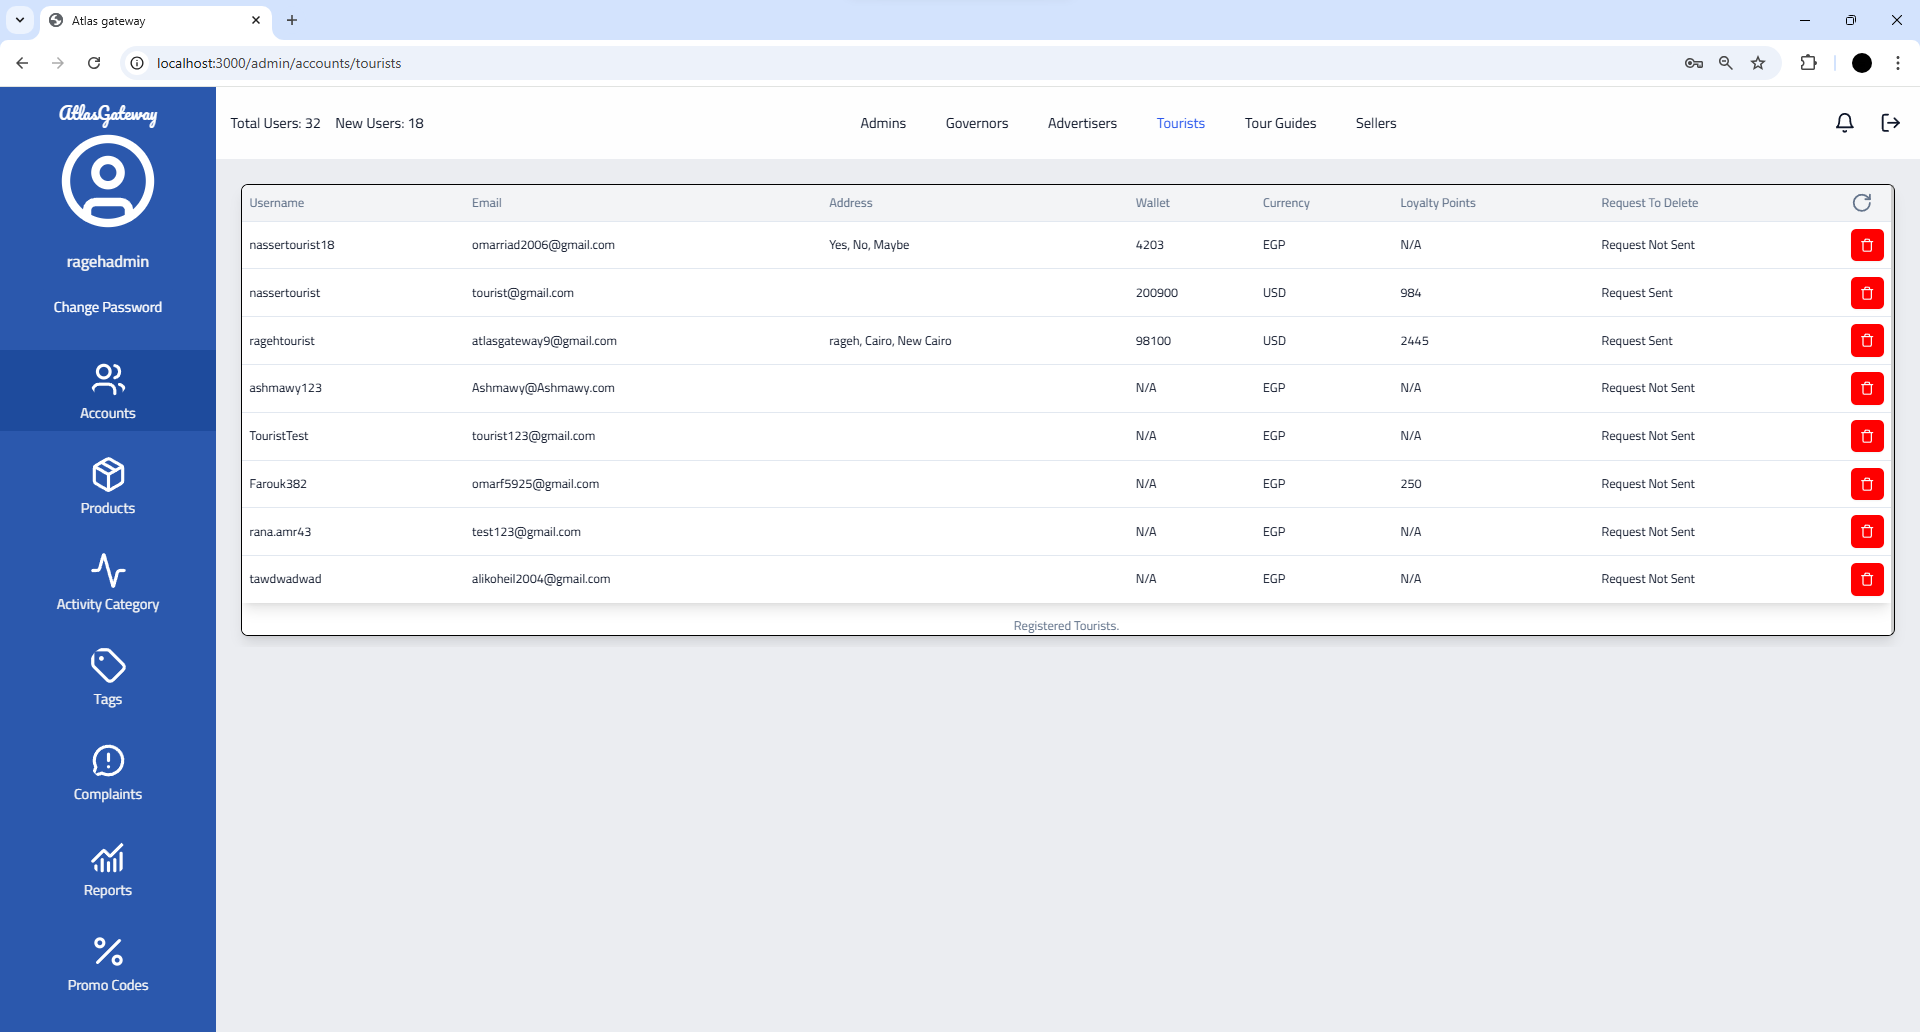 Atlas gateway
localhost:3000/admin/accounts/tourists
AtlasGateway
ragehadmin
Change Password
Accounts
Products
Activity Category
Tags
Complaints
Reports
Promo Codes
Total Users: 32 New Users: 18 Admins Governors Advertisers Tourists Tour Guides Sellers
Username Email Address Wallet Currency Loyalty Points Request To Delete
nassertourist18 omarriad2006@gmail.com Yes, No, Maybe 4203 EGP N/A Request Not Sent
nassertourist tourist@gmail.com 200900 USD 984 Request Sent
ragehtourist atlasgateway9@gmail.com rageh, Cairo, New Cairo 98100 USD 2445 Request Sent
ashmawy123 Ashmawy@Ashmawy.com N/A EGP N/A Request Not Sent
TouristTest tourist123@gmail.com N/A EGP N/A Request Not Sent
Farouk382 omarf5925@gmail.com N/A EGP 250 Request Not Sent
rana.amr43 test123@gmail.com N/A EGP N/A Request Not Sent
tawdwadwad alikoheil2004@gmail.com N/A EGP N/A Request Not Sent
Registered Tourists.